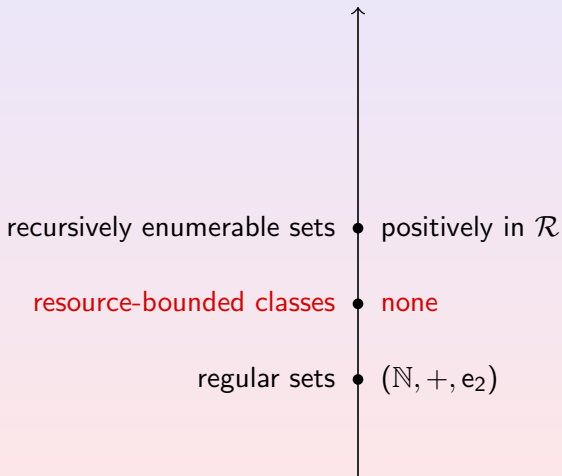 recursively enumerable sets positively in ℛ
resource-bounded classes none
regular sets (ℕ, +, e₂)